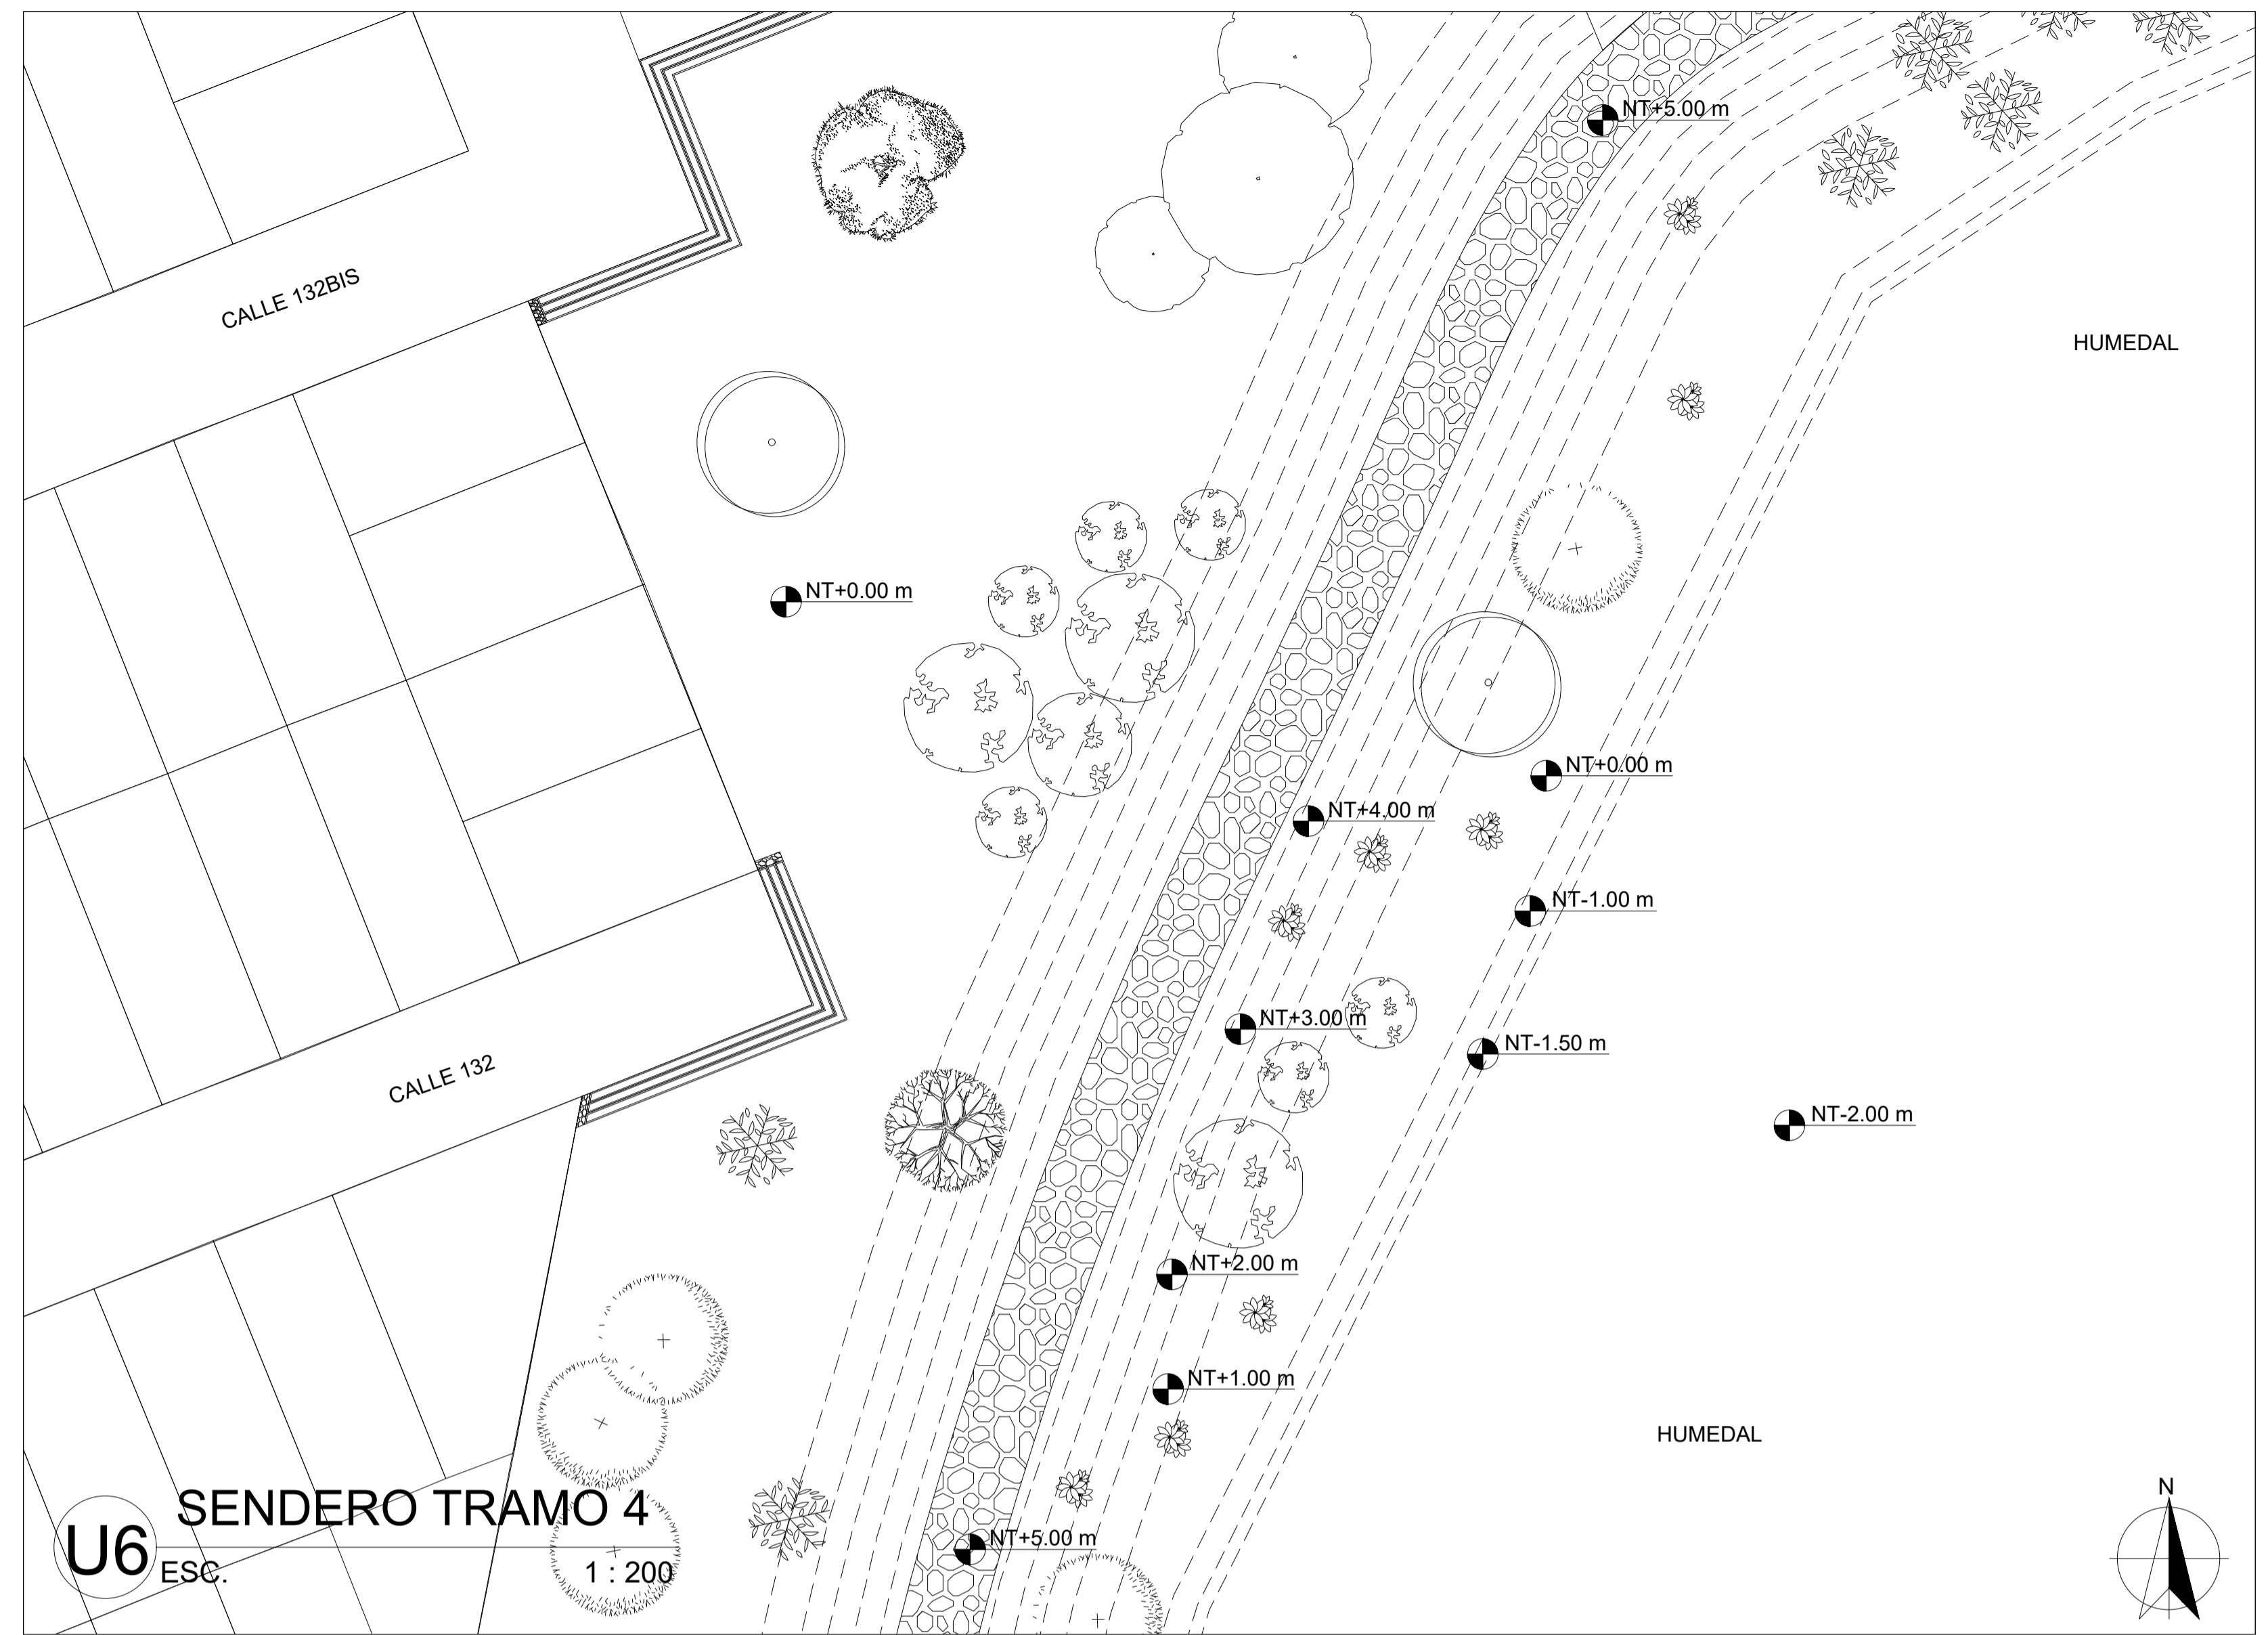 NT+5.00 m
CALLE 132BIS
HUMEDAL
NT+0.00 m
NT+0.00 m
NT+4.00 m
NT-1.00 m
NT+3.00 m
NT-1.50 m
CALLE 132
NT-2.00 m
NT+2.00 m
NT+1.00 m
HUMEDAL
N
SENDERO TRAMO 4
U6
ESC.
1 : 200
NT+5.00 m